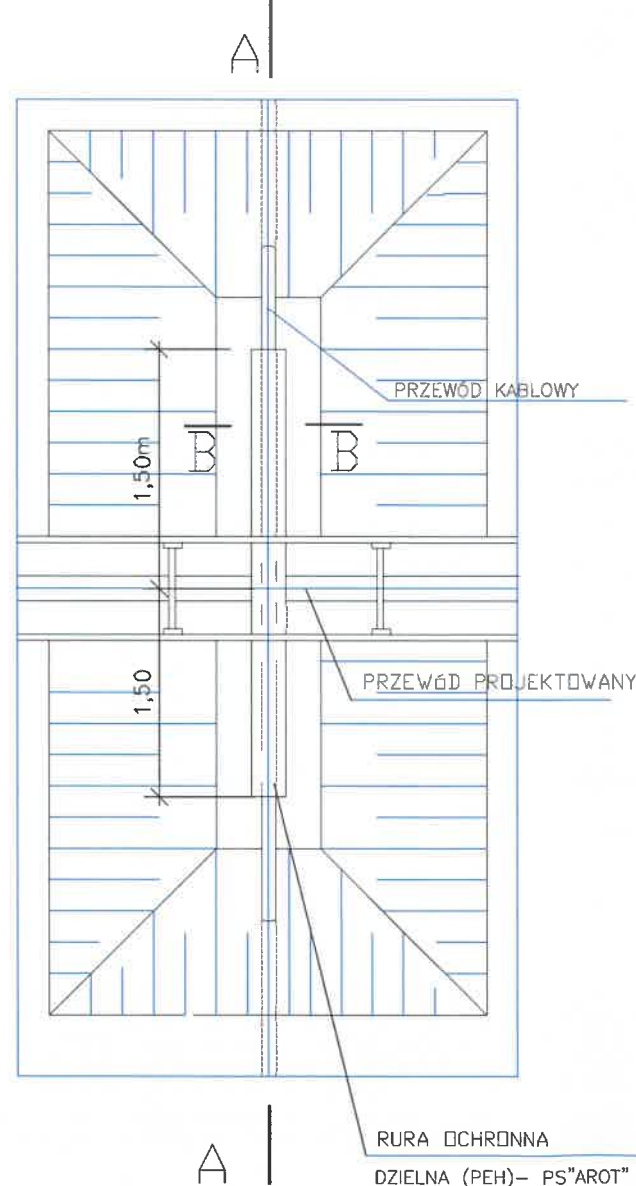 A
PRZEWÓD KABLOWY
B B
1,50m
PRZEWÓD PROJEKTOWANY
1,50
RURA OCHRONNA
A
DZIELNA (PEH)- PS"AROT"